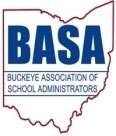 BASA
BUCKEYE ASSOCIATION OF
SCHOOL ADMINISTRATORS